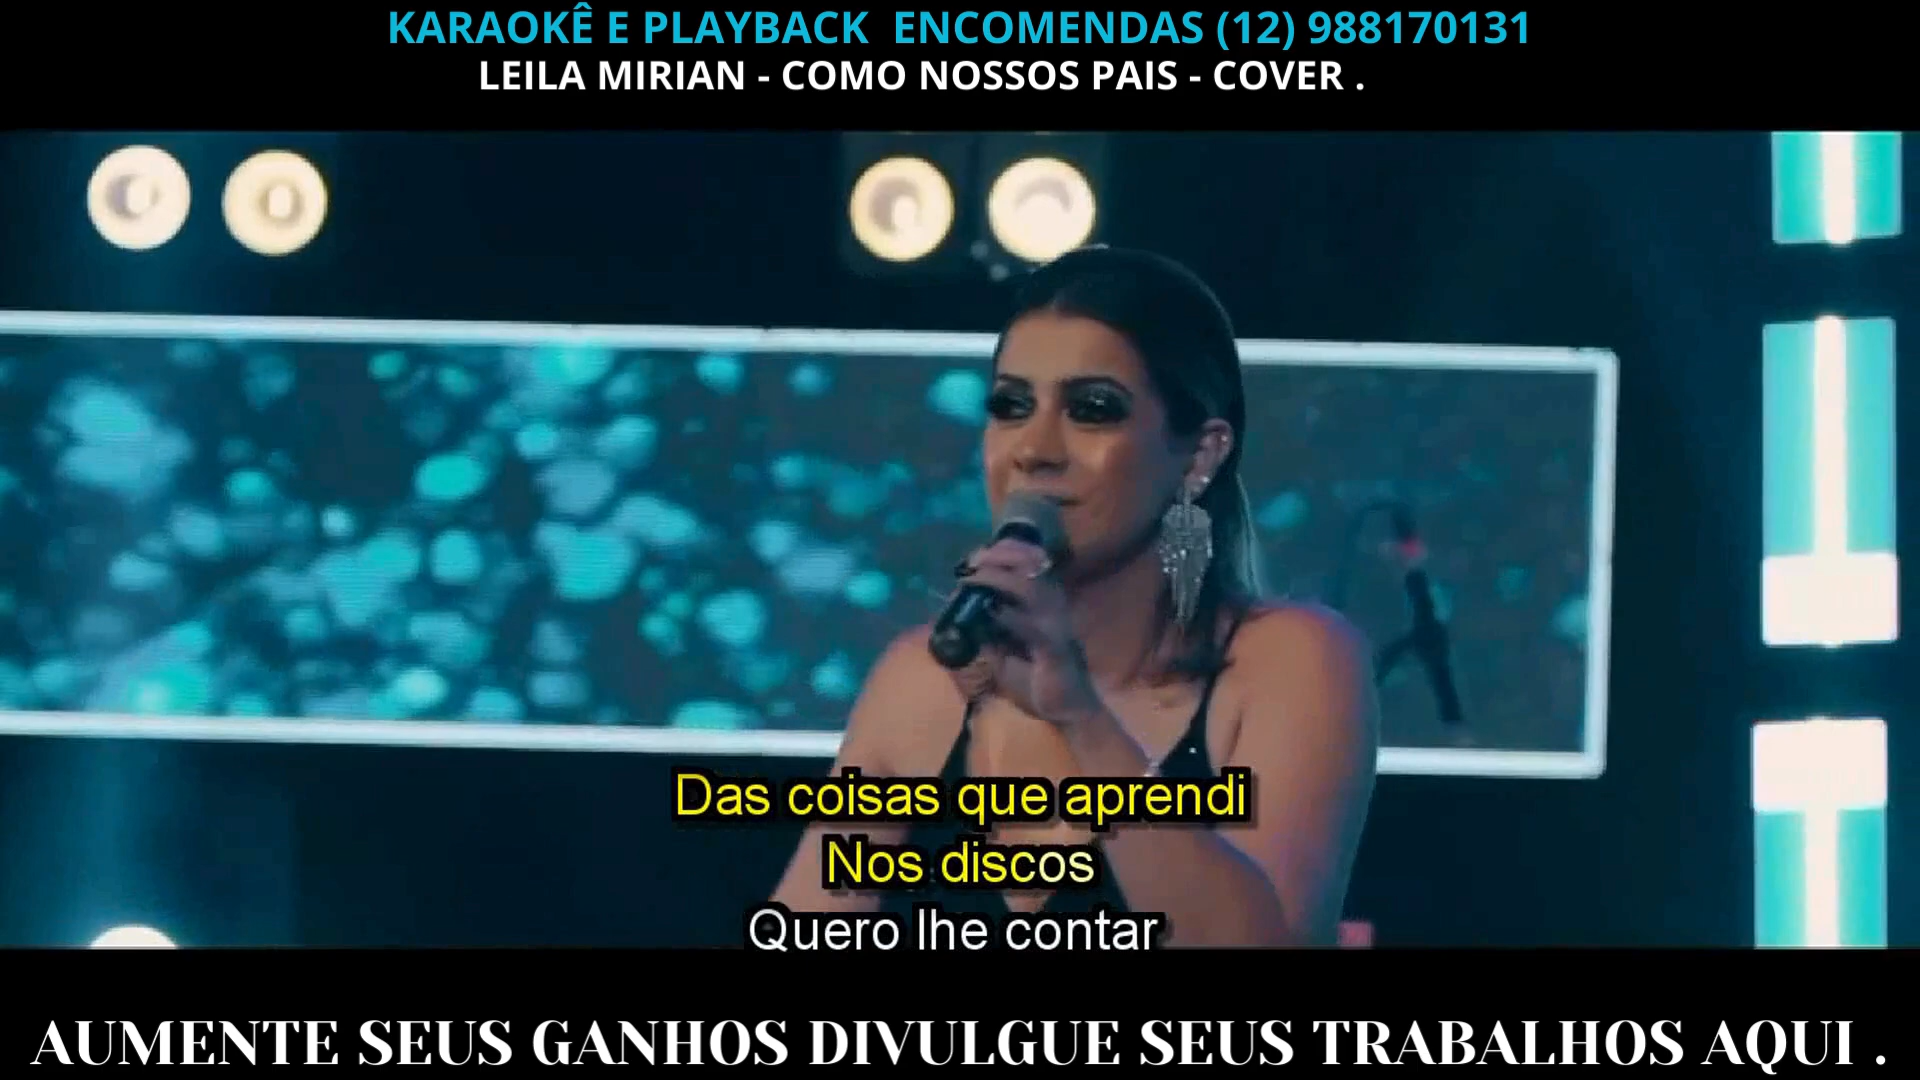 KARAOKÊ E PLAYBACK  ENCOMENDAS (12) 988170131
LEILA MIRIAN - COMO NOSSOS PAIS - COVER .
Das coisas que aprendi
Nos discos
Quero lhe contar
AUMENTE SEUS GANHOS DIVULGUE SEUS TRABALHOS AQUI .